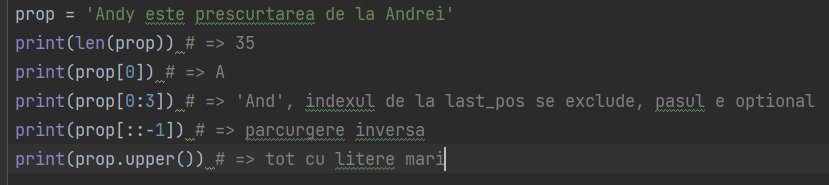 prop = 'Andy este prescurtarea de la Andrei'
print(len(prop)) # => 35
print(prop[0]) # => A
print(prop[0:3]) # => 'And', indexul de la last_pos se exclude, pasul e optional
print(prop[::-1]) # => parcurgere inversa
print(prop.upper()) # => tot cu litere mari